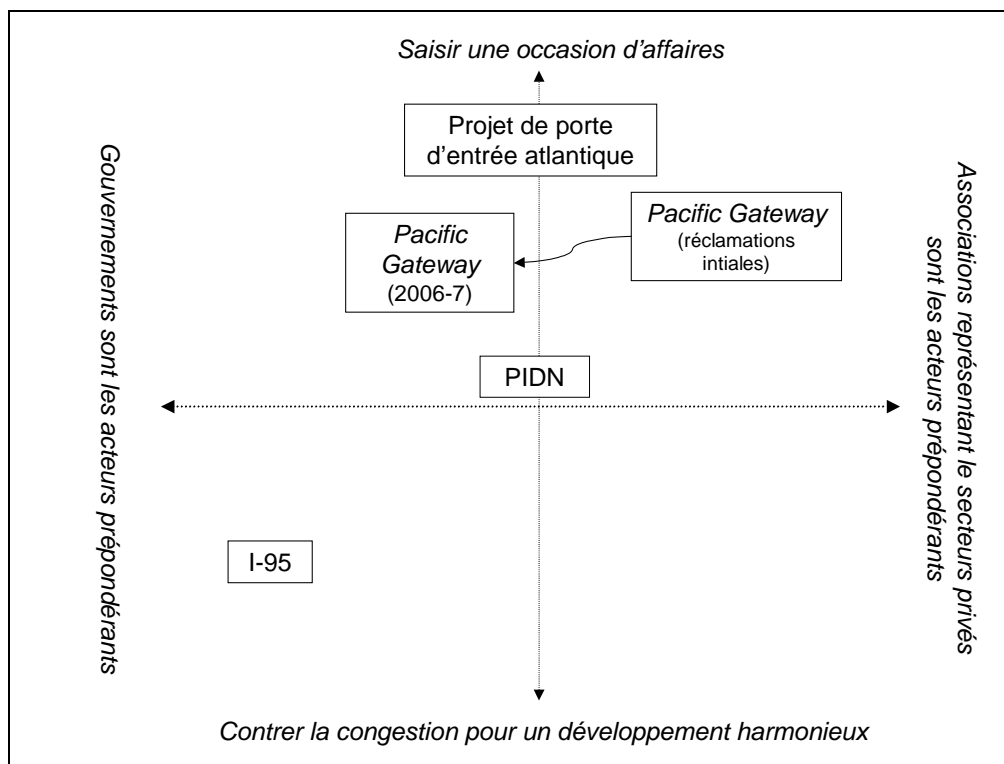 Saisir une occasion d'affaires
Projet de porte
d'entrée atlantique
Gouvernements sont les acteurs prépondérants
Associations représentant le secteurs privés
sont les acteurs prépondérants
Pacific
Gateway
(2006-7)
Pacific Gateway
(réclamations
intiales)
PIDN
I-95
Contrer la congestion pour un développement harmonieux